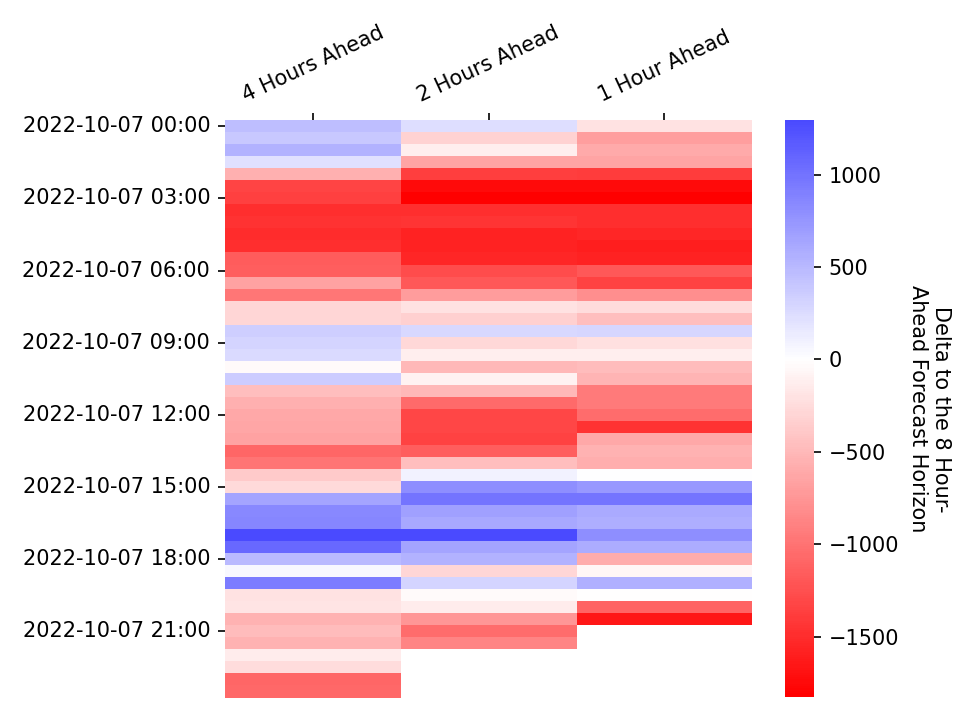 4 Hours Ahead
2 Hours Ahead
1 Hour Ahead
2022-10-07 00:00
2022-10-07 03:00
2022-10-07 06:00
2022-10-07 09:00
2022-10-07 12:00
2022-10-07 15:00
2022-10-07 18:00
2022-10-07 21:00
1000
500
0
−500
−1000
−1500
Delta to the 8 Hour-
Ahead Forecast Horizon